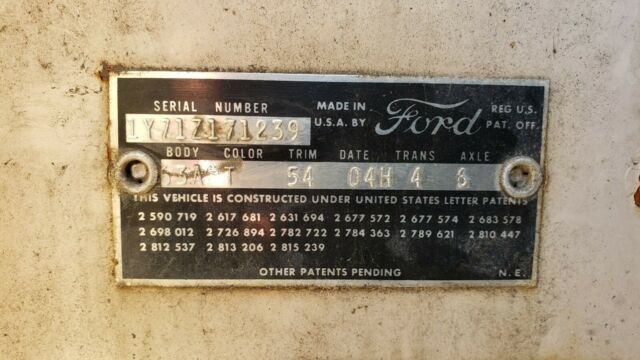 SERIAL NUMBER MADE IN Ford REG U.S.
1Y71Z171239 U.S.A. BY PAT. OFF.
BODY COLOR TRIM DATE TRANS AXLE
63A T 54 04H 4 6
THIS VEHICLE IS CONSTRUCTED UNDER UNITED STATES LETTER PATENTS
2 590 719 2 617 681 2 631 694 2 677 572 2 677 574 2 683 578
2 698 012 2 726 894 2 782 722 2 784 363 2 789 621 2 810 447
2 812 537 2 813 206 2 815 239
OTHER PATENTS PENDING N.E.